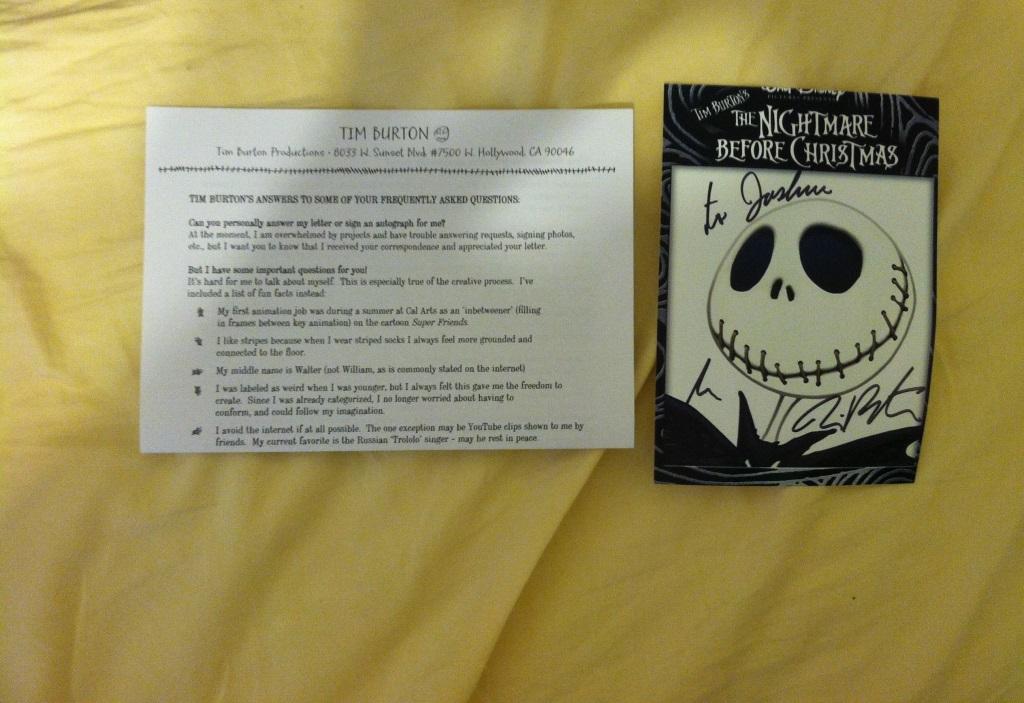 TIM BURTON
Tim Burton Productions • 8033 W. Sunset Blvd. #7500 W. Hollywood, CA 90046
TIM BURTON'S ANSWERS TO SOME OF YOUR FREQUENTLY ASKED QUESTIONS:
Can you personally answer my letter or sign an autograph for me?
At the moment, I am overwhelmed by projects and have trouble answering requests, signing photos,
etc., but I want you to know that I received your correspondence and appreciated your letter.
But I have some important questions for you!
It's hard for me to talk about myself. This is especially true of the creative process. I've
included a list of fun facts instead:
My first animation job was during a summer at Cal Arts as an 'inbetweener' (filling
in frames between key animation) on the cartoon Super Friends.
I like stripes because when I wear striped socks I always feel more grounded and
connected to the floor.
My middle name is Walter (not William, as is commonly stated on the internet)
I was labeled as weird when I was younger, but I always felt this gave me the freedom to
create. Since I was already categorized, I no longer worried about having to
conform, and could follow my imagination.
I avoid the internet if at all possible. The one exception may be YouTube clips shown to me by
friends. My current favorite is the Russian 'Trololo' singer – may he rest in peace.
WALT DISNEY
PICTURES PRESENTS
TIM BURTON'S
THE NIGHTMARE
BEFORE CHRISTMAS
to Joshua